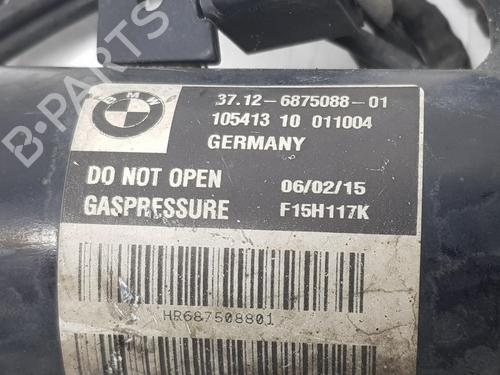 B-PARTS
BMW
37.12-6875088-01
105413 10 011004
GERMANY
DO NOT OPEN 06/02/15
GASPRESSURE F15H117K
HR687508801